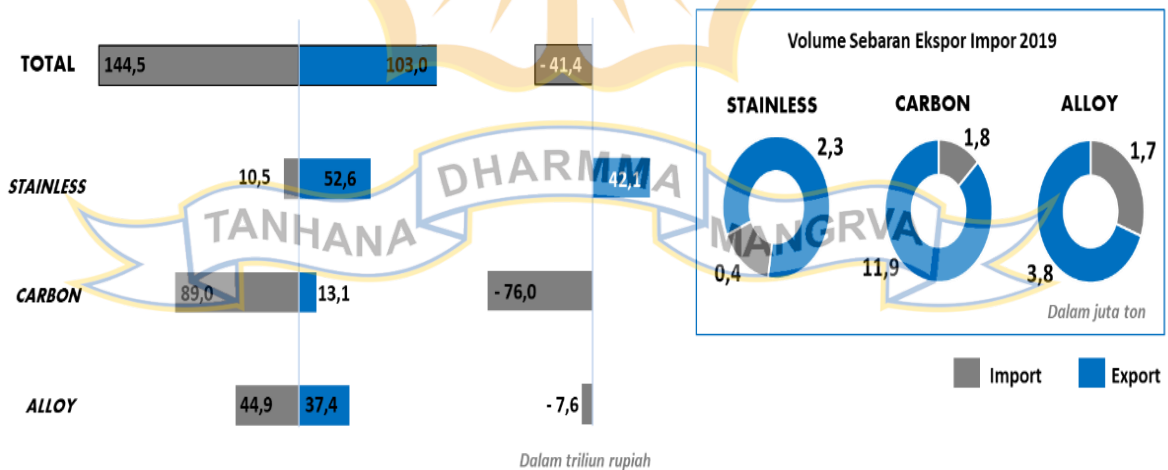 TOTAL
144,5
103,0
- 41,4
STAINLESS
10,5
52,6
42,1
CARBON
89,0
13,1
- 76,0
ALLOY
44,9
37,4
- 7,6
Dalam triliun rupiah
TANHANA DHARMMA MANGRVA
Volume Sebaran Ekspor Impor 2019
STAINLESS
2,3
0,4
CARBON
1,8
11,9
ALLOY
1,7
3,8
Dalam juta ton
Import
Export